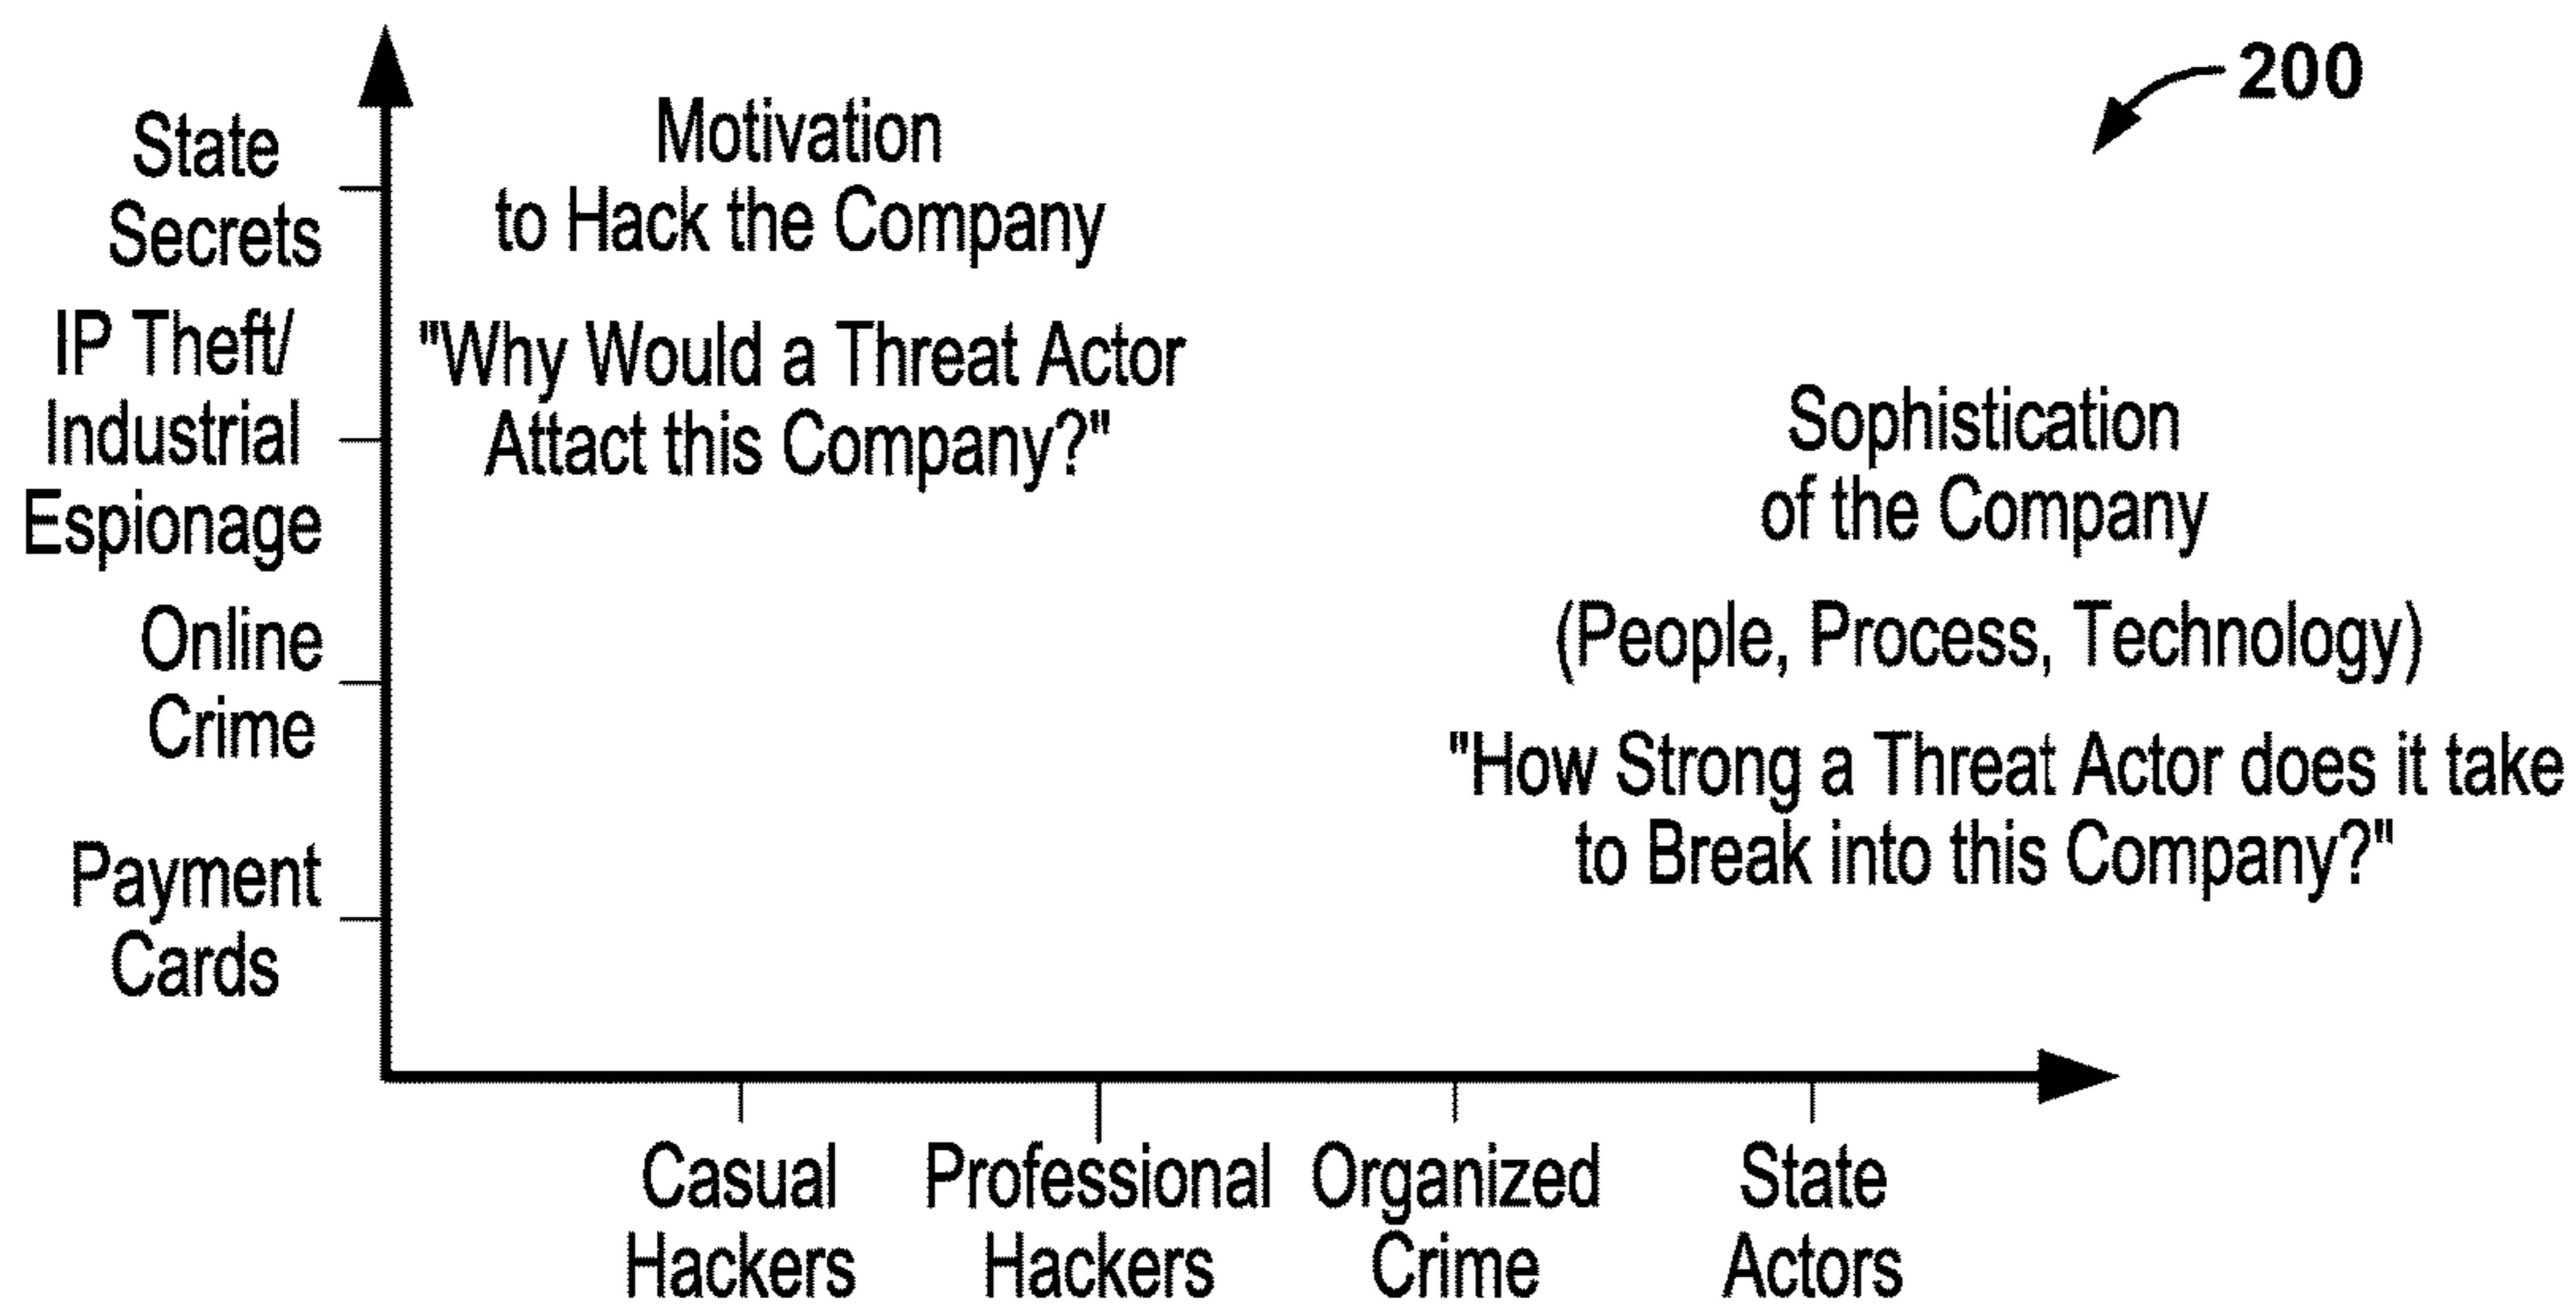 200
State
Secrets
IP Theft/
Industrial
Espionage
Online
Crime
Payment
Cards
Motivation
to Hack the Company
"Why Would a Threat Actor
Attact this Company?"
Sophistication
of the Company
(People, Process, Technology)
"How Strong a Threat Actor does it take
to Break into this Company?"
Casual
Hackers
Professional
Hackers
Organized
Crime
State
Actors